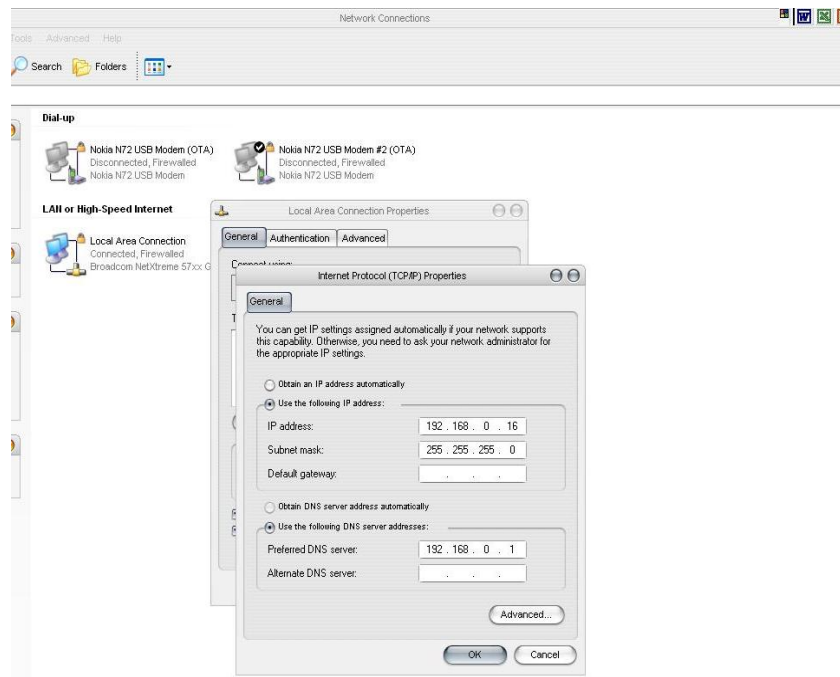 Network Connections
Tools Advanced Help
Search Folders
Dial-up
Nokia N72 USB Modem (OTA)
Disconnected, Firewalled
Nokia N72 USB Modem
Nokia N72 USB Modem #2 (OTA)
Disconnected, Firewalled
Nokia N72 USB Modem
LAN or High-Speed Internet
Local Area Connection
Connected, Firewalled
Broadcom NetXtreme 57xx G
Local Area Connection Properties
General Authentication Advanced
Connect using:
Internet Protocol (TCP/IP) Properties
General
You can get IP settings assigned automatically if your network supports
this capability. Otherwise, you need to ask your network administrator for
the appropriate IP settings.
Obtain an IP address automatically
Use the following IP address:
IP address: 192 . 168 . 0 . 16
Subnet mask: 255 . 255 . 255 . 0
Default gateway: . . .
Obtain DNS server address automatically
Use the following DNS server addresses:
Preferred DNS server: 192 . 168 . 0 . 1
Alternate DNS server: . . .
Advanced...
OK Cancel